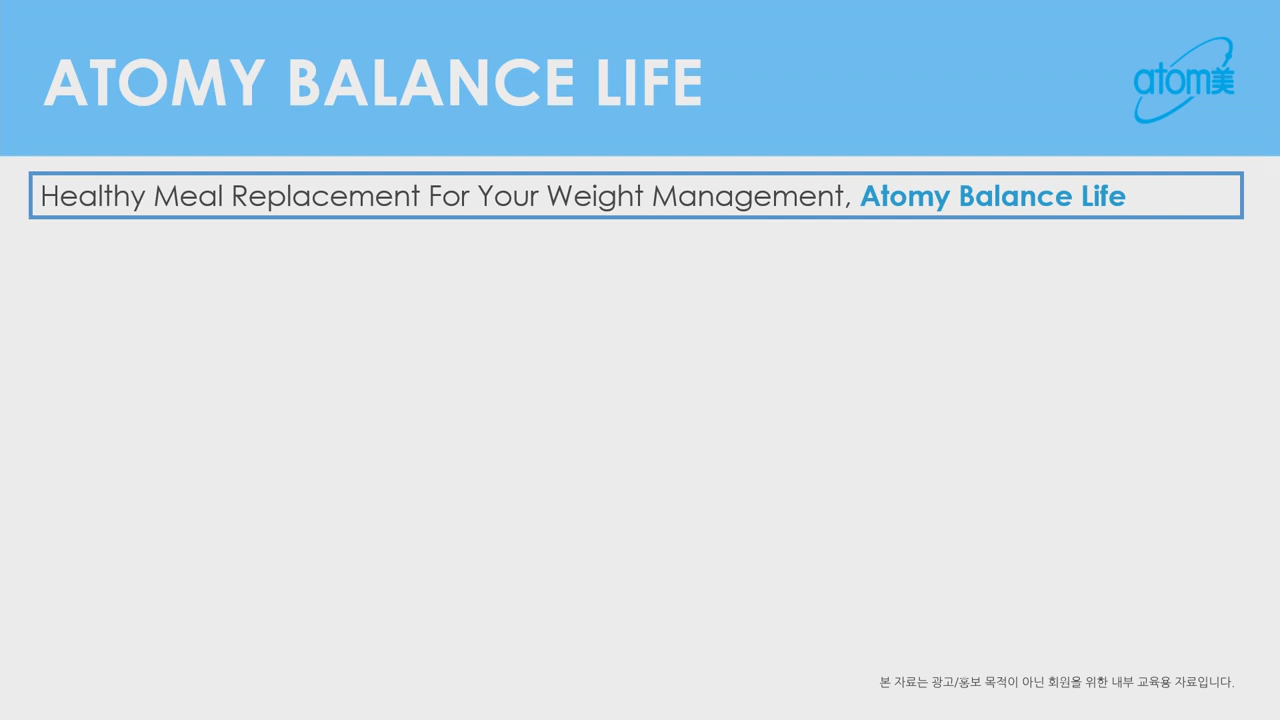 ATOMY BALANCE LIFE
atom美
Healthy Meal Replacement For Your Weight Management, Atomy Balance Life
본 자료는 광고/홍보 목적이 아닌 회원을 위한 내부 교육용 자료입니다.